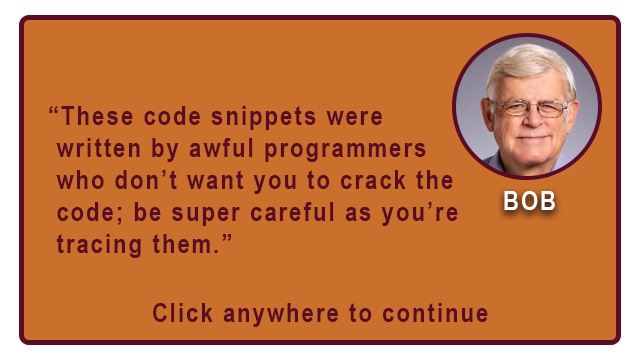 “These code snippets were
written by awful programmers
who don’t want you to crack the
code; be super careful as you’re
tracing them.”
BOB
Click anywhere to continue